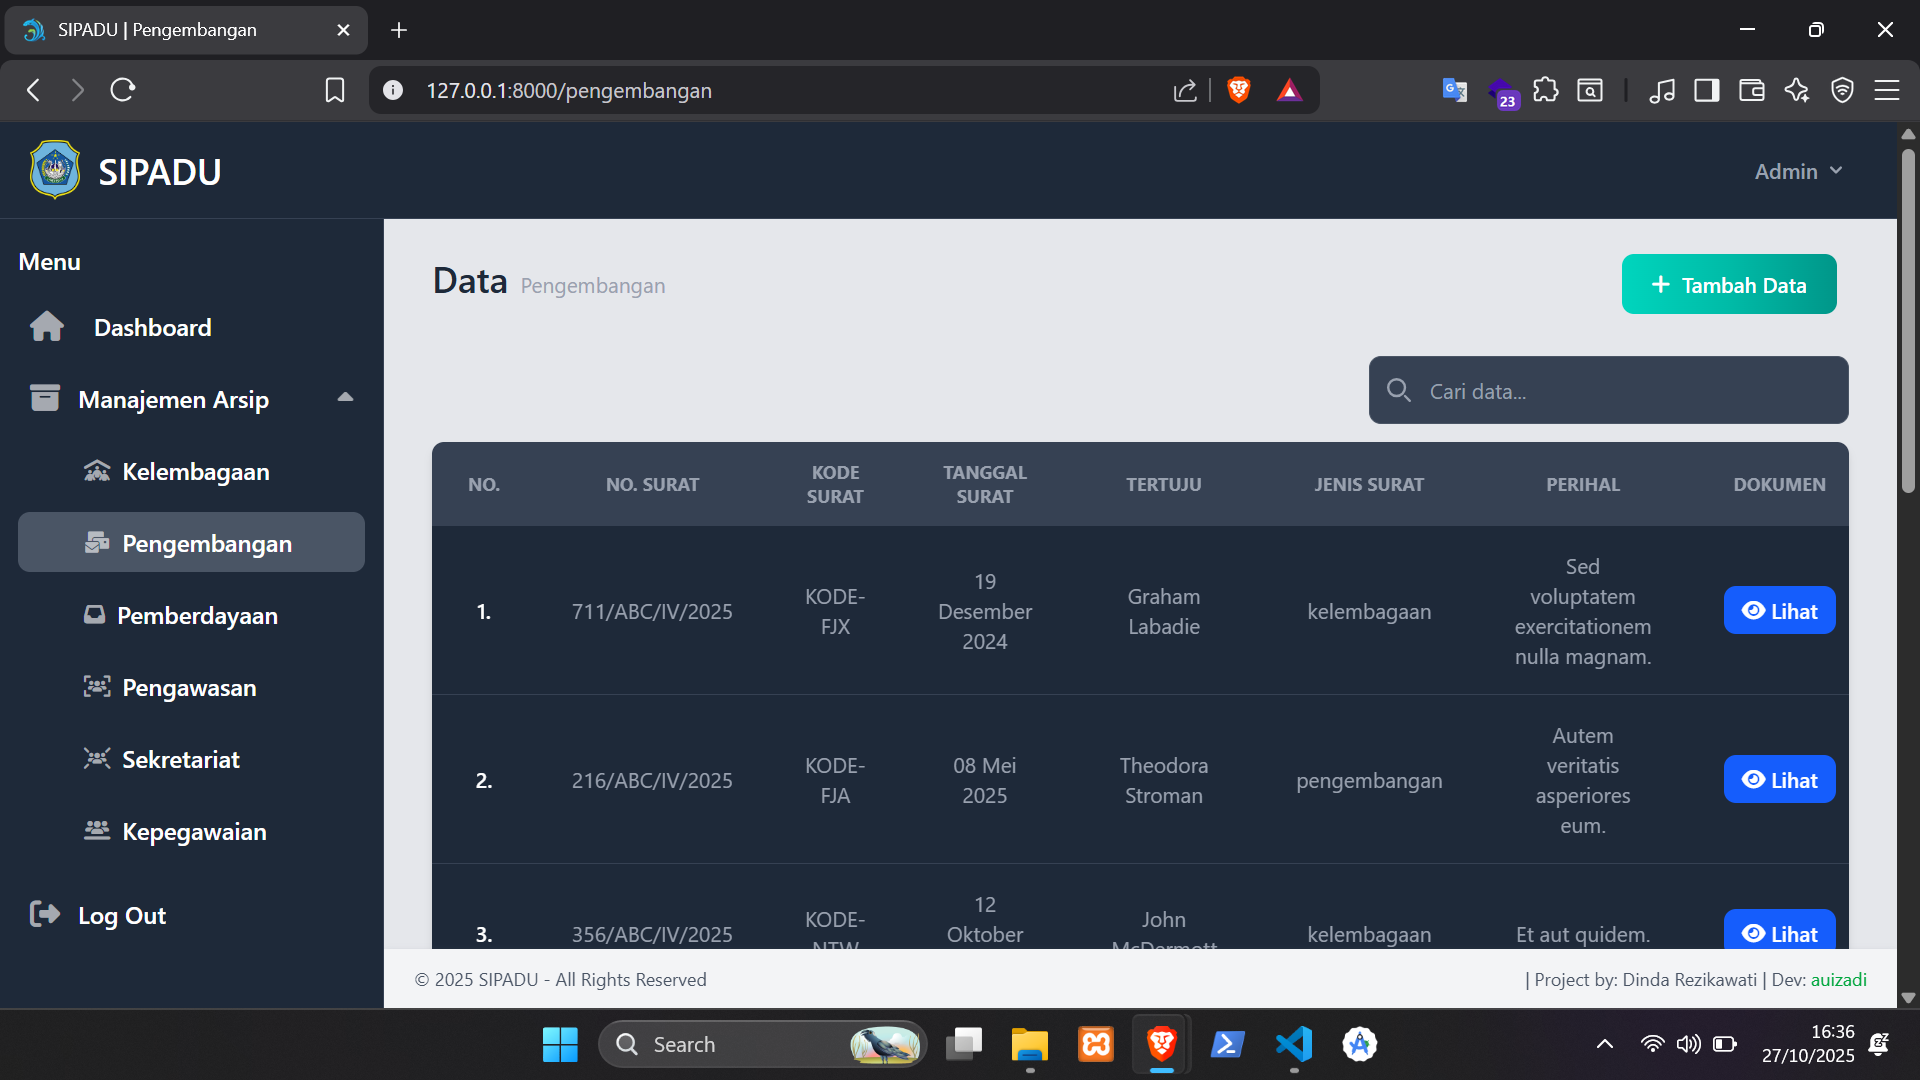 SIPADU | Pengembangan
127.0.0.1:8000/pengembangan
23
SIPADU
Admin
Menu
Dashboard
Manajemen Arsip
Kelembagaan
Pengembangan
Pemberdayaan
Pengawasan
Sekretariat
Kepegawaian
Log Out
Data Pengembangan
+ Tambah Data
Cari data...
NO. NO. SURAT KODE SURAT TANGGAL SURAT TERTUJU JENIS SURAT PERIHAL DOKUMEN
1. 711/ABC/IV/2025 KODE-FJX 19 Desember 2024 Graham Labadie kelembagaan Sed voluptatem exercitationem nulla magnam. Lihat
2. 216/ABC/IV/2025 KODE-FJA 08 Mei 2025 Theodora Stroman pengembangan Autem veritatis asperiores eum. Lihat
3. 356/ABC/IV/2025 KODE-NTW 12 Oktober John McDermott kelembagaan Et aut quidem. Lihat
© 2025 SIPADU - All Rights Reserved
| Project by: Dinda Rezikawati | Dev: auizadi
Search
16:36
27/10/2025